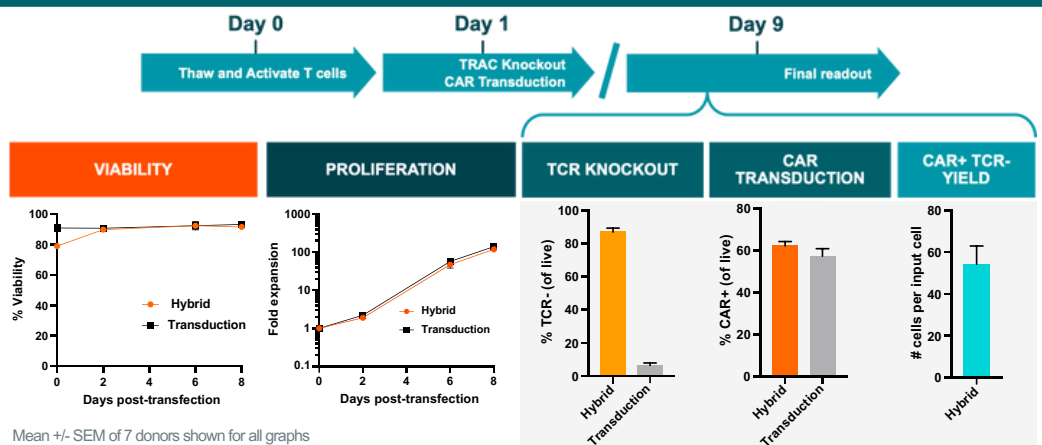 Day 0
Day 1
Day 9
Thaw and Activate T cells
TRAC Knockout
CAR Transduction
Final readout
VIABILITY
PROLIFERATION
TCR KNOCKOUT
CAR
TRANSDUCTION
CAR+ TCR-
YIELD
% Viability
100
80
60
40
20
0
0 2 4 6 8
Days post-transfection
Hybrid
Transduction
Fold expansion
1000
100
10
1
0.1
0 2 4 6 8
Days post-transfection
Hybrid
Transduction
% TCR- (of live)
100
80
60
40
20
0
Hybrid
Transduction
% CAR+ (of live)
80
60
40
20
0
Hybrid
Transduction
# cells per input cell
80
60
40
20
0
Hybrid
Mean +/- SEM of 7 donors shown for all graphs